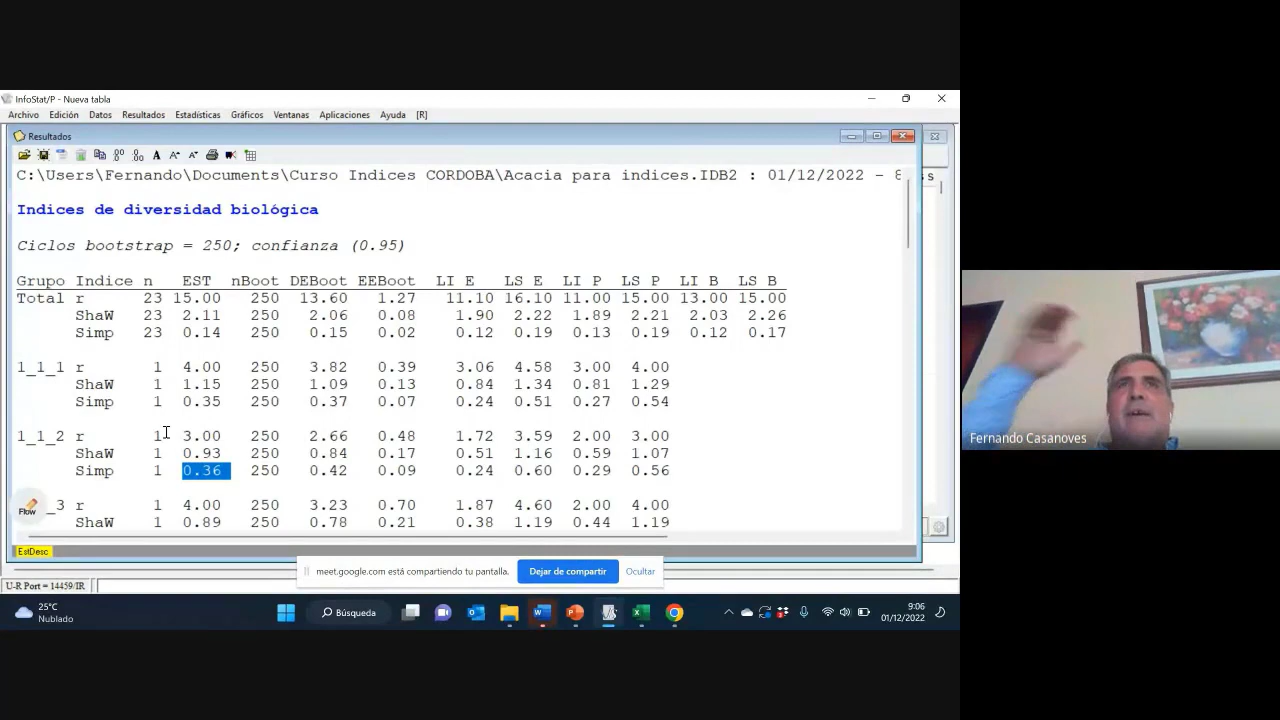 InfoStat/P - Nueva tabla
Archivo Edición Datos Resultados Estadísticas Gráficos Ventanas Aplicaciones Ayuda [R]
Resultados
C:\Users\Fernando\Documents\Curso Indices CORDOBA\Acacia para indices.IDB2 : 01/12/2022 - 8
Indices de diversidad biológica
Ciclos bootstrap = 250; confianza (0.95)
Grupo Indice n EST nBoot DEBoot EEBoot LI E LS E LI P LS P LI B LS B
Total r 23 15.00 250 13.60 1.27 11.10 16.10 11.00 15.00 13.00 15.00
ShaW 23 2.11 250 2.06 0.08 1.90 2.22 1.89 2.21 2.03 2.26
Simp 23 0.14 250 0.15 0.02 0.12 0.19 0.13 0.19 0.12 0.17
1_1_1 r 1 4.00 250 3.82 0.39 3.06 4.58 3.00 4.00
ShaW 1 1.15 250 1.09 0.13 0.84 1.34 0.81 1.29
Simp 1 0.35 250 0.37 0.07 0.24 0.51 0.27 0.54
1_1_2 r 1 3.00 250 2.66 0.48 1.72 3.59 2.00 3.00
ShaW 1 0.93 250 0.84 0.17 0.51 1.16 0.59 1.07
Simp 1 0.36 250 0.42 0.09 0.24 0.60 0.29 0.56
_3 r 1 4.00 250 3.23 0.70 1.87 4.60 2.00 4.00
ShaW 1 0.89 250 0.78 0.21 0.38 1.19 0.44 1.19
Flow
EstDesc
meet.google.com está compartiendo tu pantalla. Dejar de compartir Ocultar
U-R Port = 14459/IR
25°C
Nublado
Búsqueda
9:06
01/12/2022
Fernando Casanoves